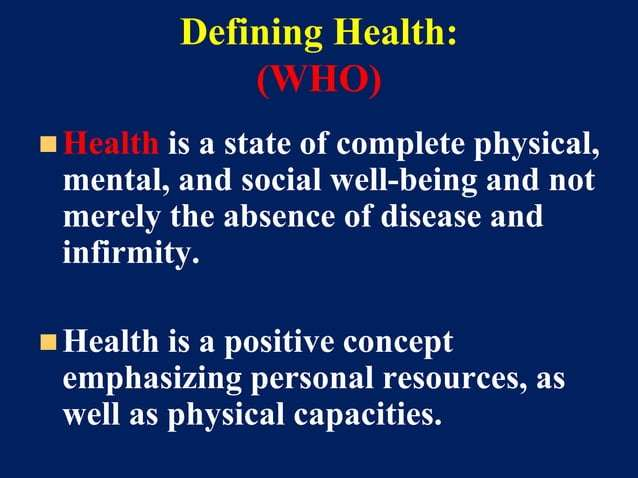 Defining Health:
(WHO)
Health is a state of complete physical,
mental, and social well-being and not
merely the absence of disease and
infirmity.
Health is a positive concept
emphasizing personal resources, as
well as physical capacities.